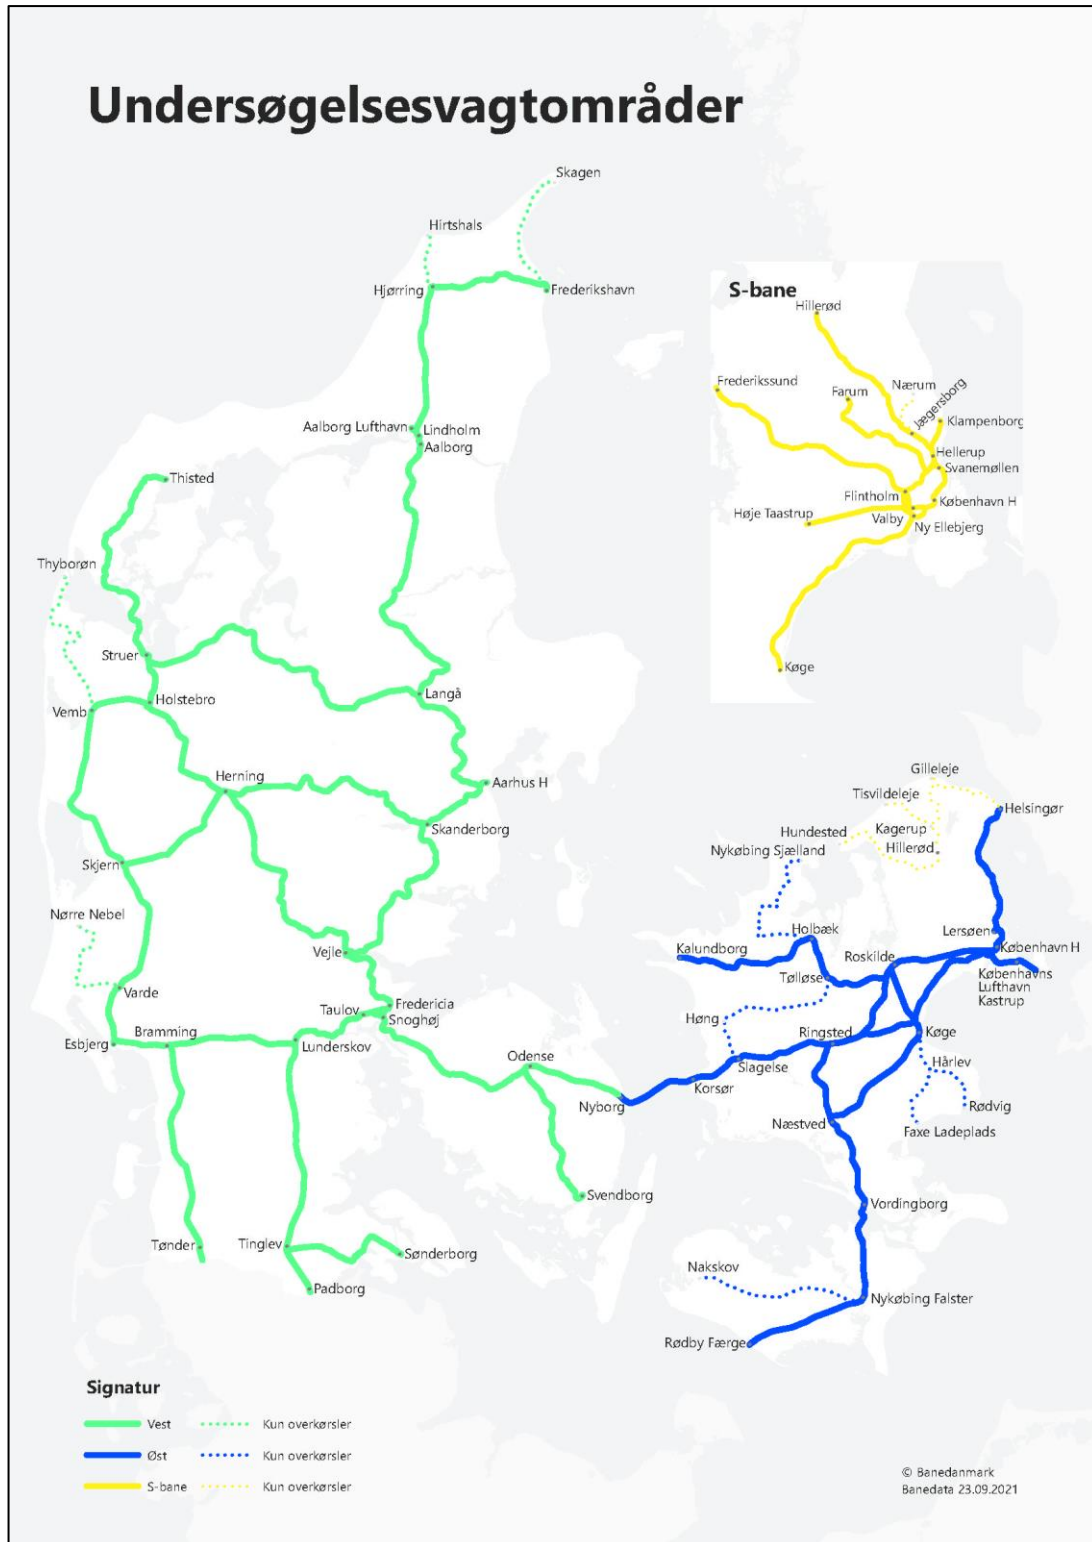 Undersøgelsesvagtområder
Skagen
Hirtshals
Hjørring
Frederikshavn
Aalborg Lufthavn
Lindholm
Aalborg
Thisted
Thyborøn
Struer
Holstebro
Vemb
Langå
Herning
Aarhus H
Skanderborg
Skjern
Nørre Nebel
Vejle
Varde
Fredericia
Taulov
Snoghøj
Esbjerg
Bramming
Lunderskov
Odense
Nyborg
Svendborg
Tønder
Tinglev
Sønderborg
Padborg
S-bane
Hillerød
Frederikssund
Farum
Nærum
Jægersborg
Klampenborg
Hellerup
Svanemøllen
Flintholm
København H
Høje Taastrup
Valby
Ny Ellebjerg
Køge
Gilleleje
Tisvildeleje
Helsingør
Hundested
Kagerup
Nykøbing Sjælland
Hillerød
Lersøen
Holbæk
København H
Kalundborg
Roskilde
Københavns
Lufthavn
Kastrup
Tølløse
Høng
Ringsted
Køge
Slagelse
Hårlev
Korsør
Rødvig
Næstved
Faxe Ladeplads
Vordingborg
Nakskov
Nykøbing Falster
Rødby Færge
Signatur
Vest Kun overkørsler
Øst Kun overkørsler
S-bane Kun overkørsler
© Banedanmark
Banedata 23.09.2021